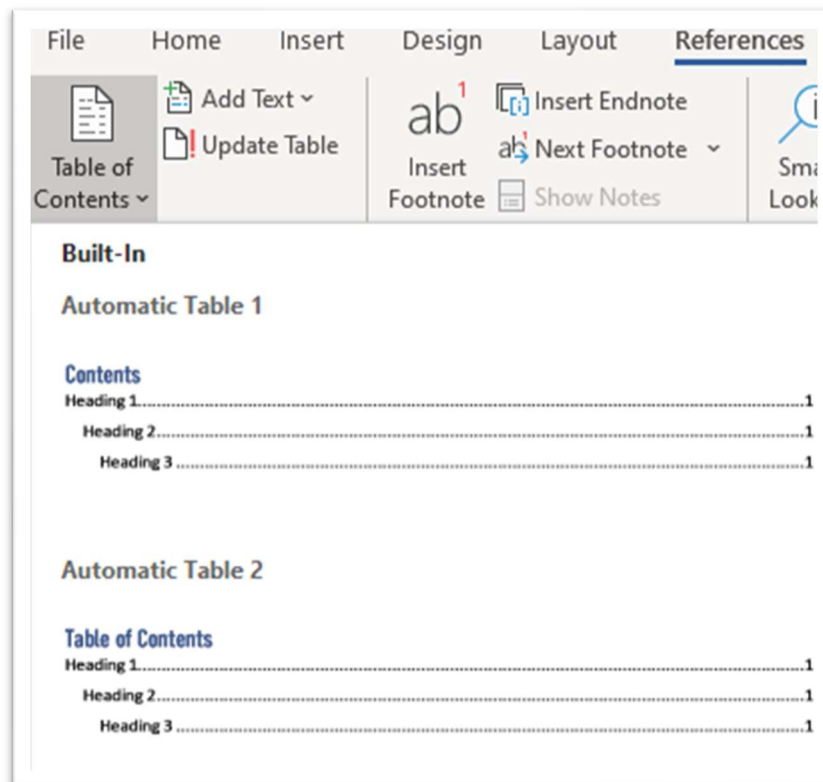 File Home Insert Design Layout References
Add Text
Update Table
Table of
Contents
ab1
Insert
Footnote
[i] Insert Endnote
ab1 Next Footnote
Show Notes
Built-In
Automatic Table 1
Contents
Heading 1....................1
Heading 2....................1
Heading 3....................1
Automatic Table 2
Table of Contents
Heading 1....................1
Heading 2....................1
Heading 3....................1